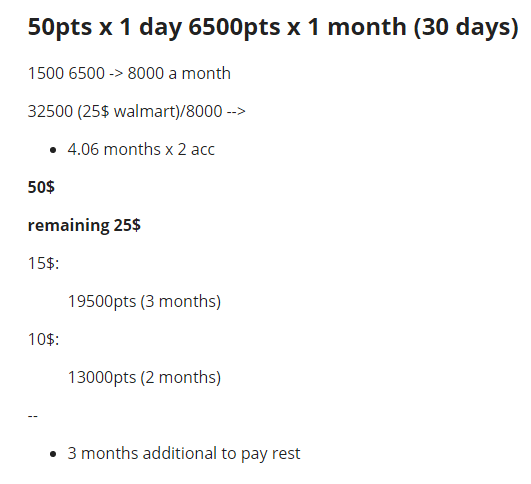 50pts x 1 day 6500pts x 1 month (30 days)
1500 6500 -> 8000 a month
32500 (25$ walmart)/8000 -->
• 4.06 months x 2 acc
50$
remaining 25$
15$:
19500pts (3 months)
10$:
13000pts (2 months)
--
• 3 months additional to pay rest